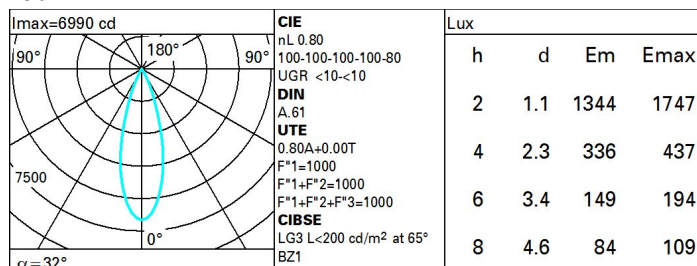 Imax=6990 cd
90°
180°
90°
7500
0°
α=32°
CIE
nL 0.80
100-100-100-100-80
UGR <10-<10
DIN
A.61
UTE
0.80A+0.00T
F"1=1000
F"1+F"2=1000
F"1+F"2+F"3=1000
CIBSE
LG3 L<200 cd/m² at 65°
BZ1
Lux
h d Em Emax
2 1.1 1344 1747
4 2.3 336 437
6 3.4 149 194
8 4.6 84 109